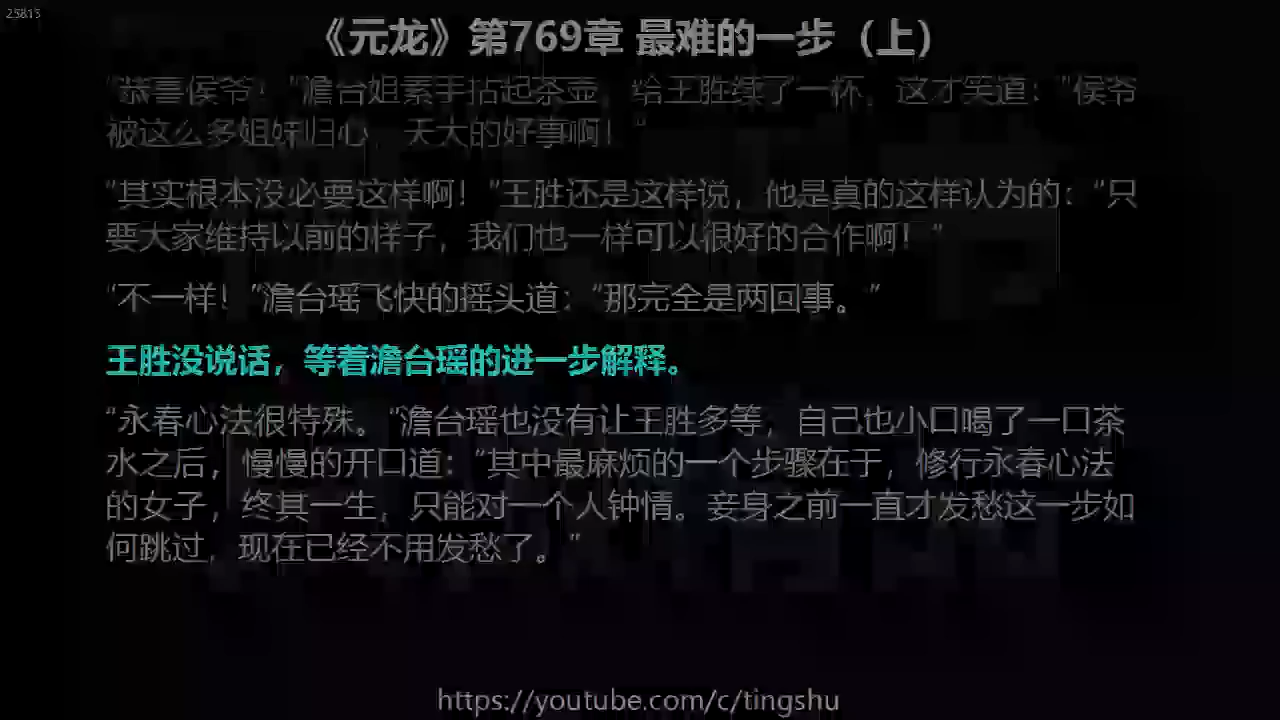 25815
《元龙》第769章 最难的一步（上）
“恭喜侯爷！”澹台姐素手拈起茶壶，给王胜续了一杯，这才笑道：“侯爷
被这么多姐妹归心，天大的好事啊！”
“其实根本没必要这样啊！”王胜还是这样说，他是真的这样认为的：“只
要大家维持以前的样子，我们也一样可以很好的合作啊！”
“不一样！”澹台瑶飞快的摇头道：“那完全是两回事。”
王胜没说话，等着澹台瑶的进一步解释。
“永春心法很特殊。”澹台瑶也没有让王胜多等，自己也小口喝了一口茶
水之后，慢慢的开口道：“其中最麻烦的一个步骤在于，修行永春心法
的女子，终其一生，只能对一个人钟情。妾身之前一直才发愁这一步如
何跳过，现在已经不用发愁了。”
https://youtube.com/c/tingshu